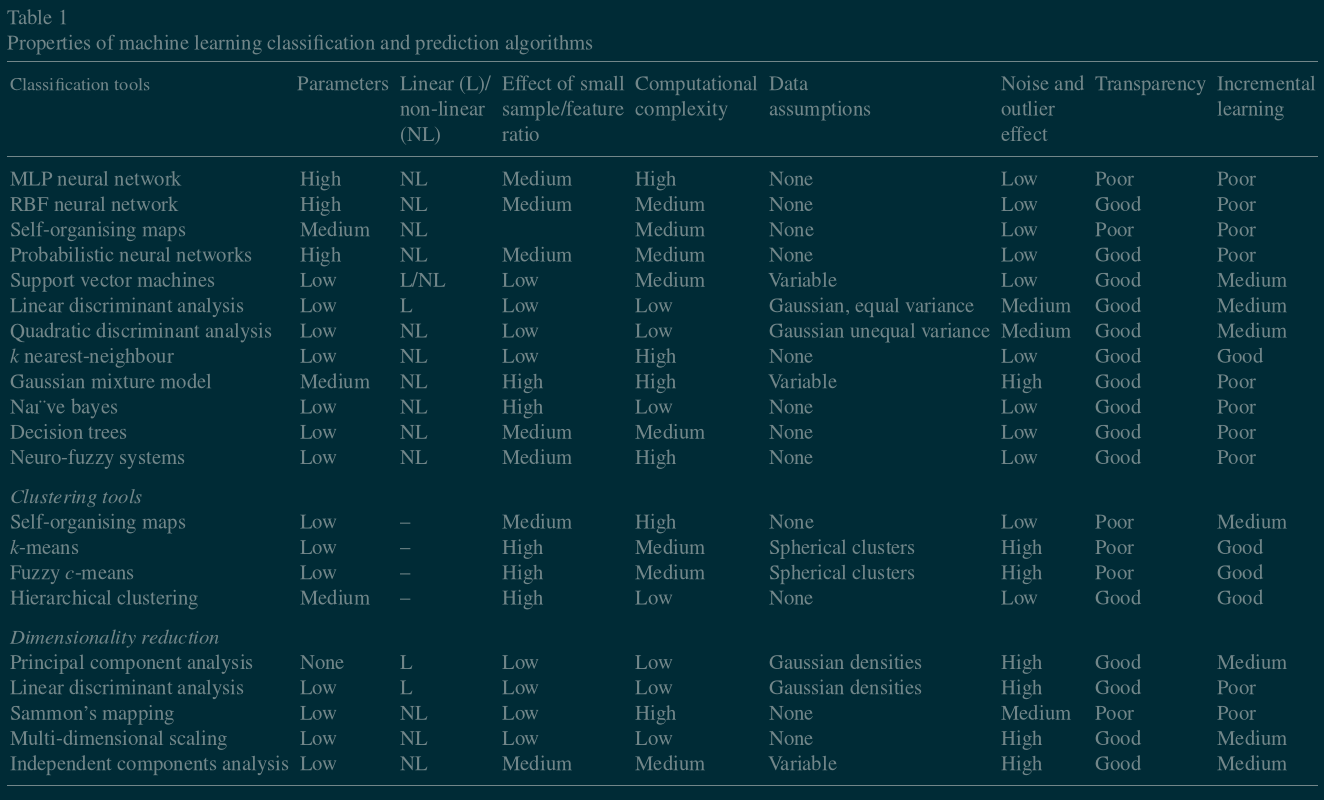 Table 1
Properties of machine learning classification and prediction algorithms
Classification tools Parameters Linear (L)/ Effect of small Computational Data Noise and Transparency Incremental
non-linear sample/feature complexity assumptions outlier learning
(NL) ratio effect
MLP neural network High NL Medium High None Low Poor Poor
RBF neural network High NL Medium Medium None Low Good Poor
Self-organising maps Medium NL Medium None Low Poor Poor
Probabilistic neural networks High NL Medium Medium None Low Good Poor
Support vector machines Low L/NL Low Medium Variable Low Good Medium
Linear discriminant analysis Low L Low Low Gaussian, equal variance Medium Good Medium
Quadratic discriminant analysis Low NL Low Low Gaussian unequal variance Medium Good Medium
k nearest-neighbour Low NL Low High None Low Good Good
Gaussian mixture model Medium NL High High Variable High Good Poor
Naı¨ve bayes Low NL High Low None Low Good Poor
Decision trees Low NL Medium Medium None Low Good Poor
Neuro-fuzzy systems Low NL Medium High None Low Good Poor
Clustering tools
Self-organising maps Low – Medium High None Low Poor Medium
k-means Low – High Medium Spherical clusters High Poor Good
Fuzzy c-means Low – High Medium Spherical clusters High Poor Good
Hierarchical clustering Medium – High Low None Low Good Good
Dimensionality reduction
Principal component analysis None L Low Low Gaussian densities High Good Medium
Linear discriminant analysis Low L Low Low Gaussian densities High Good Poor
Sammon's mapping Low NL Low High None Medium Poor Poor
Multi-dimensional scaling Low NL Low Low None High Good Medium
Independent components analysis Low NL Medium Medium Variable High Good Medium